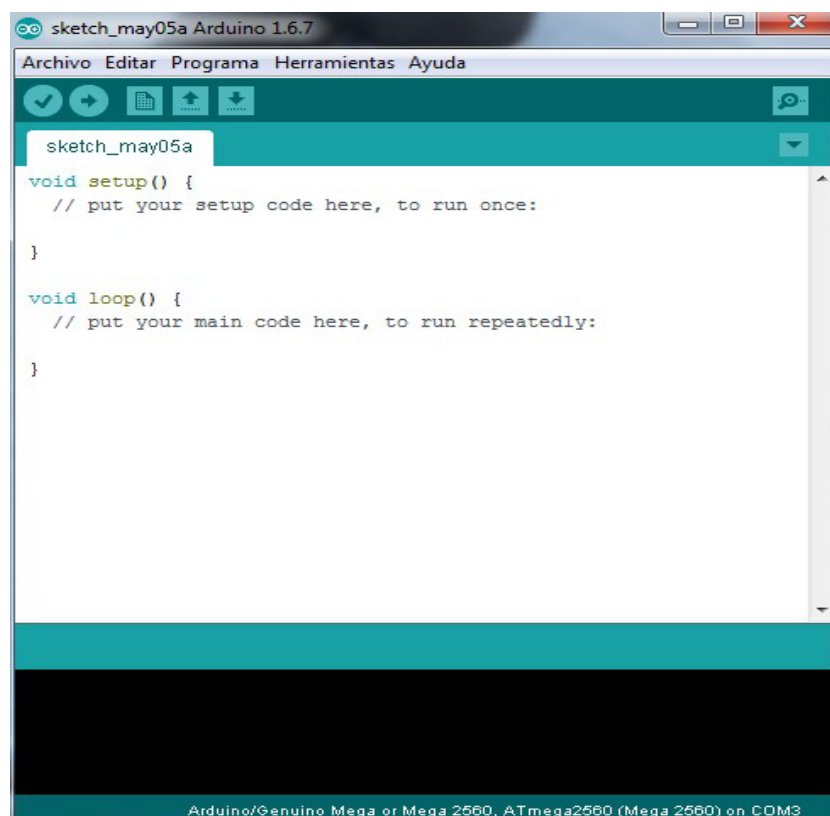 sketch_may05a Arduino 1.6.7
Archivo Editar Programa Herramientas Ayuda
sketch_may05a
void setup() {
  // put your setup code here, to run once:
}
void loop() {
  // put your main code here, to run repeatedly:
}
Arduino/Genuino Mega or Mega 2560, ATmega2560 (Mega 2560) on COM3